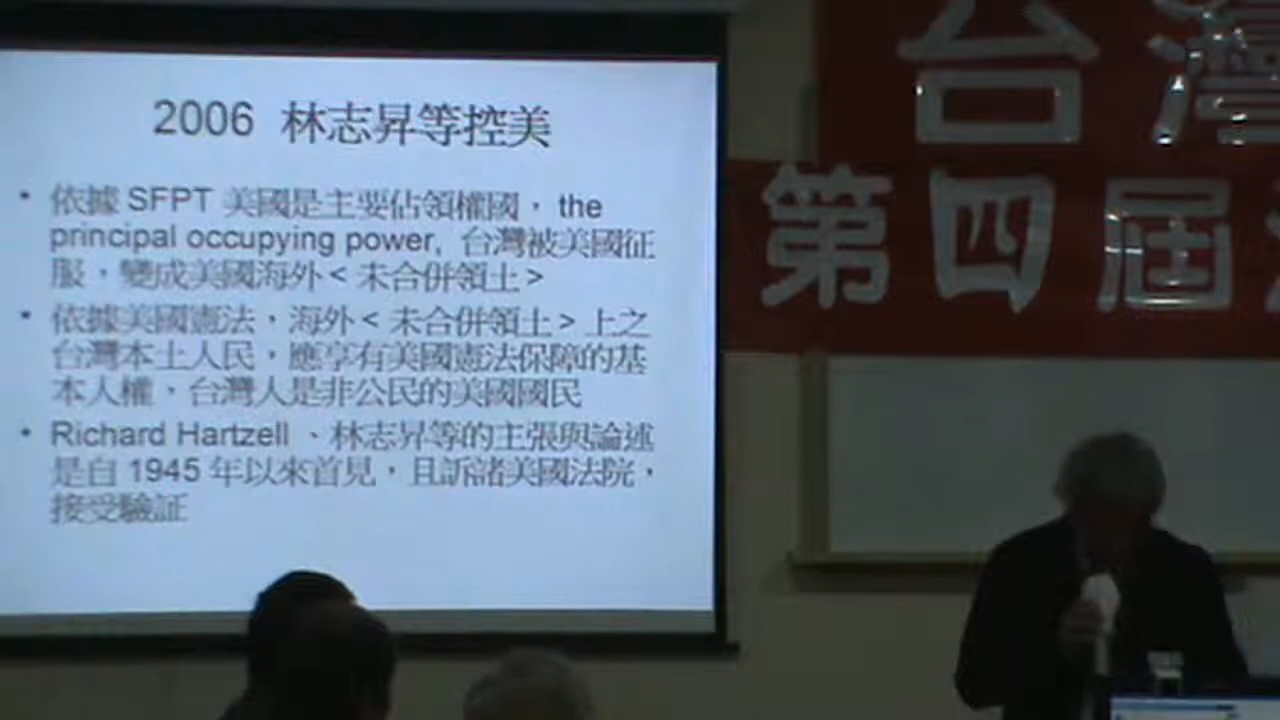 2006 林志昇等控美
• 依據 SFPT 美國是主要佔領權國，the
principal occupying power, 台灣被美國征
服，變成美國海外 < 未合併領土 >
• 依據美國憲法，海外 < 未合併領土 > 上之
台灣本土人民，應享有美國憲法保障的基
本人權，台灣人是非公民的美國國民
• Richard Hartzell 、林志昇等的主張與論述
是自 1945 年以來首見，且訴諸美國法院，
接受驗証
台灣
第四屆